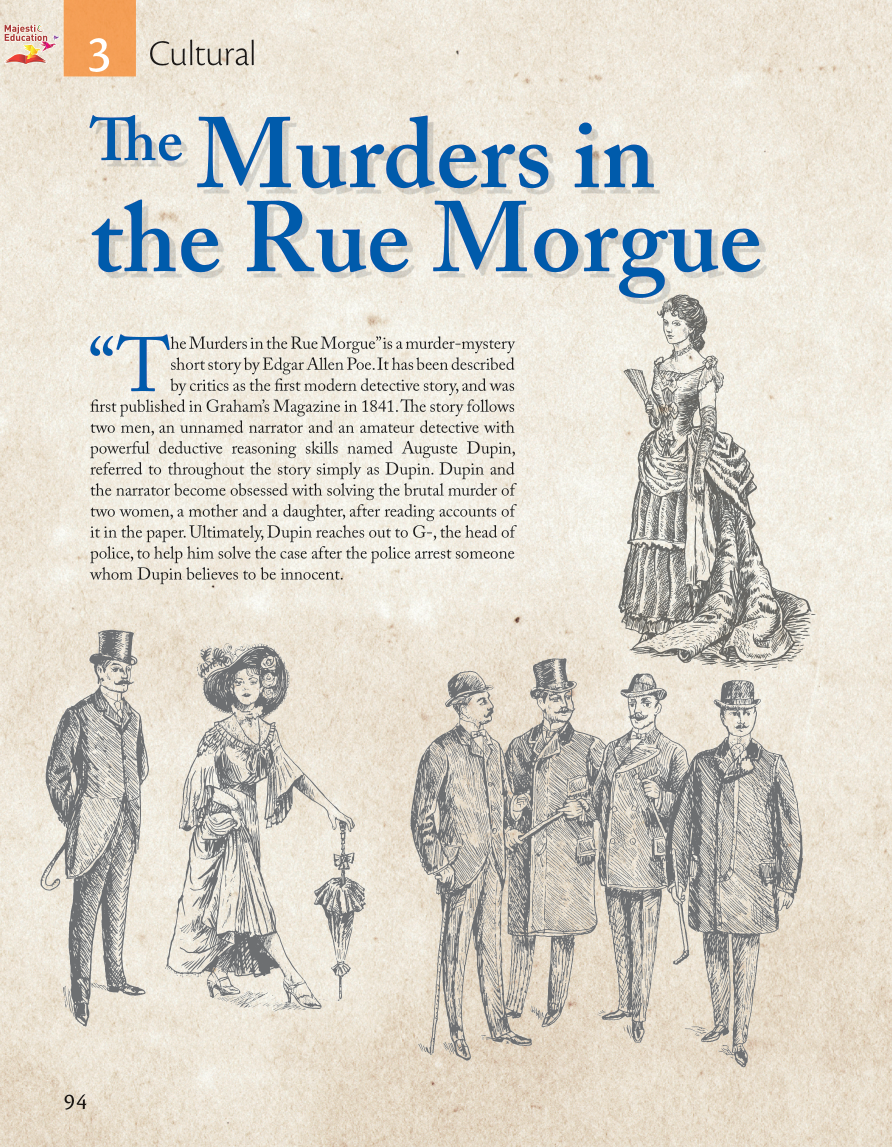 Majestic
Education
3 Cultural
The Murders in
the Rue Morgue
“The Murders in the Rue Morgue” is a murder-mystery
short story by Edgar Allen Poe. It has been described
by critics as the first modern detective story, and was
first published in Graham’s Magazine in 1841. The story follows
two men, an unnamed narrator and an amateur detective with
powerful deductive reasoning skills named Auguste Dupin,
referred to throughout the story simply as Dupin. Dupin and
the narrator become obsessed with solving the brutal murder of
two women, a mother and a daughter, after reading accounts of
it in the paper. Ultimately, Dupin reaches out to G-, the head of
police, to help him solve the case after the police arrest someone
whom Dupin believes to be innocent.
94